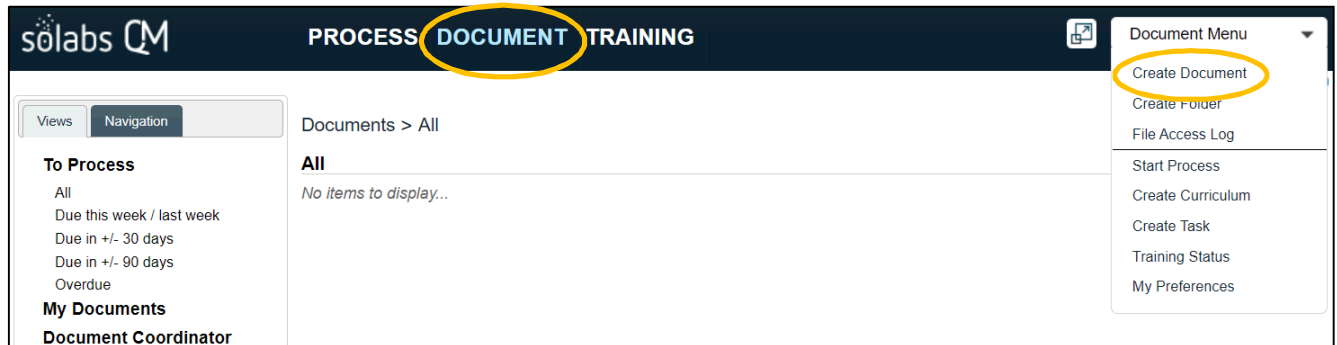 sölabs QM
PROCESS DOCUMENT TRAINING
Document Menu
Create Document
Create Folder
File Access Log
Start Process
Create Curriculum
Create Task
Training Status
My Preferences
Views Navigation
To Process
All
Due this week / last week
Due in +/- 30 days
Due in +/- 90 days
Overdue
My Documents
Document Coordinator
Documents > All
All
No items to display...